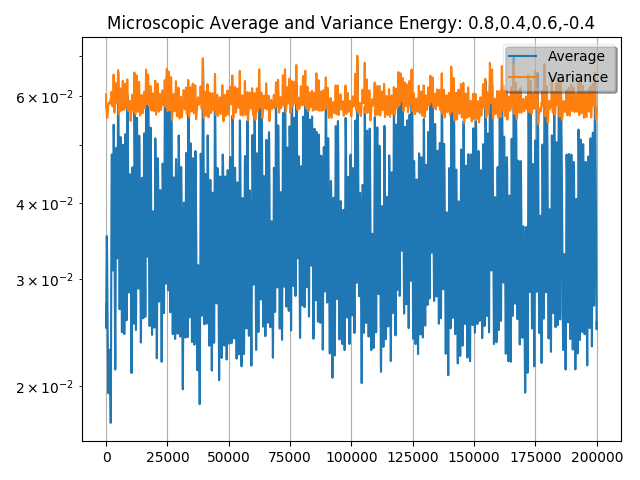 Microscopic Average and Variance Energy: 0.8,0.4,0.6,-0.4
Average
Variance
6 × 10⁻²
4 × 10⁻²
3 × 10⁻²
2 × 10⁻²
0 25000 50000 75000 100000 125000 150000 175000 200000